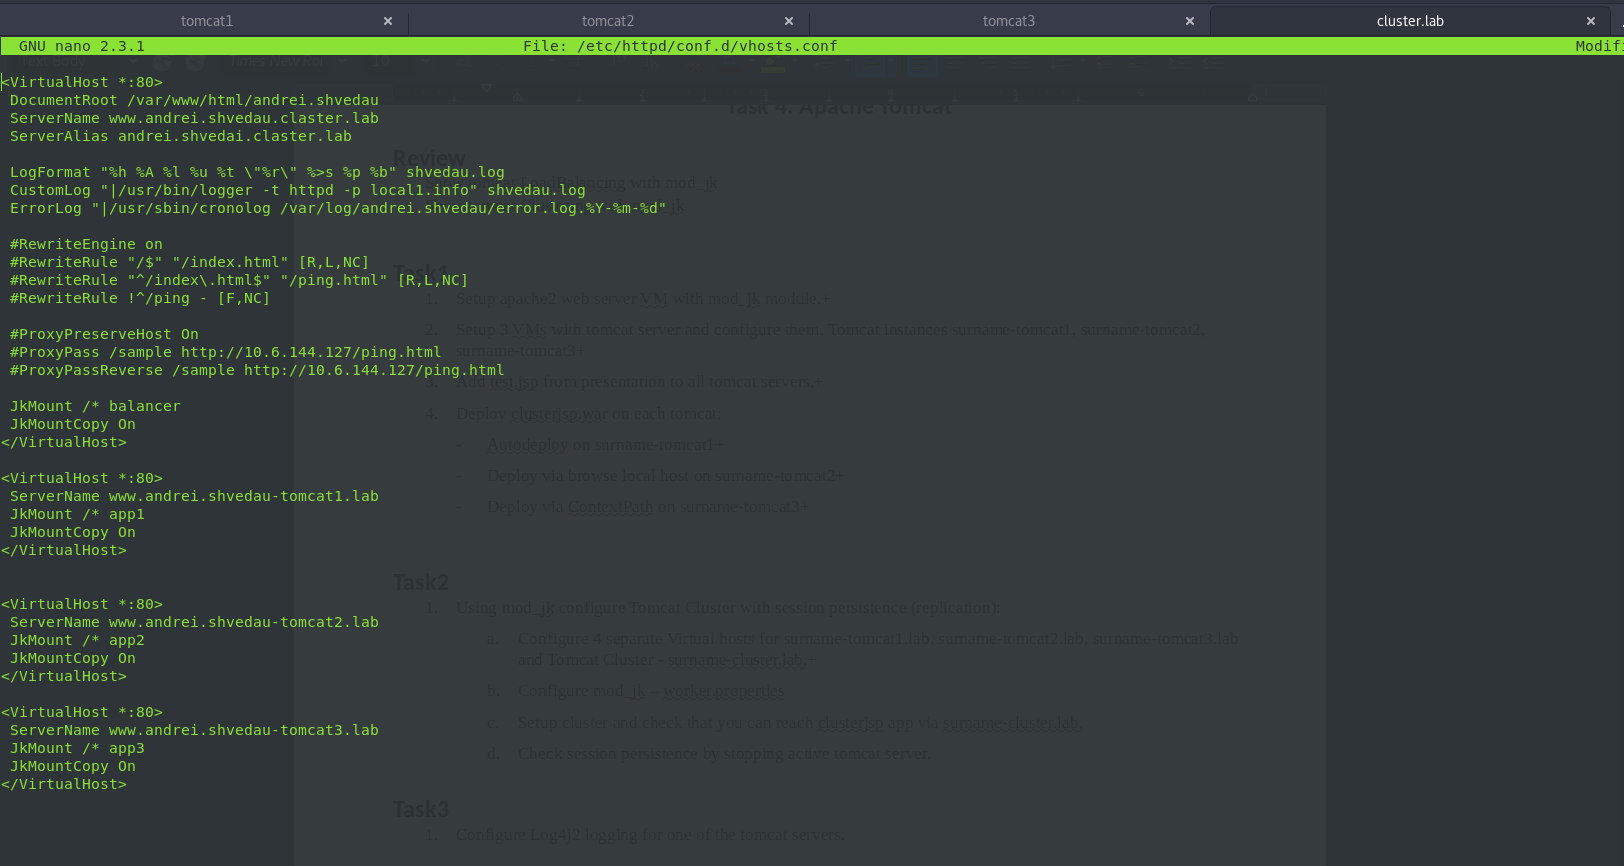 tomcat1 × tomcat2 × tomcat3 × cluster.lab ×
GNU nano 2.3.1 File: /etc/httpd/conf.d/vhosts.conf Modifi
Text Body Times New Ro 10
<VirtualHost *:80>
DocumentRoot /var/www/html/andrei.shvedau
ServerName www.andrei.shvedau.claster.lab
ServerAlias andrei.shvedai.claster.lab
LogFormat "%h %A %l %u %t \"%r\" %>s %p %b" shvedau.log
CustomLog "|/usr/bin/logger -t httpd -p local1.info" shvedau.log
ErrorLog "|/usr/sbin/cronolog /var/log/andrei.shvedau/error.log.%Y-%m-%d"
#RewriteEngine on
#RewriteRule "/$" "/index.html" [R,L,NC]
#RewriteRule "^/index\.html$" "/ping.html" [R,L,NC]
#RewriteRule !^/ping - [F,NC]
#ProxyPreserveHost On
#ProxyPass /sample http://10.6.144.127/ping.html
#ProxyPassReverse /sample http://10.6.144.127/ping.html
JkMount /* balancer
JkMountCopy On
</VirtualHost>
<VirtualHost *:80>
ServerName www.andrei.shvedau-tomcat1.lab
JkMount /* app1
JkMountCopy On
</VirtualHost>
<VirtualHost *:80>
ServerName www.andrei.shvedau-tomcat2.lab
JkMount /* app2
JkMountCopy On
</VirtualHost>
<VirtualHost *:80>
ServerName www.andrei.shvedau-tomcat3.lab
JkMount /* app3
JkMountCopy On
</VirtualHost>
Task 4. Apache Tomcat
Review
LoadBalancing with mod_jk
Task1
1. Setup apache2 web server VM with mod_jk module.+
2. Setup 3 VMs with tomcat server and configure them. Tomcat instances surname-tomcat1, surname-tomcat2,
surname-tomcat3+
3. Add test.jsp from presentation to all tomcat servers.+
4. Deploy clusterjsp.war on each tomcat:
- Autodeploy on surname-tomcat1+
- Deploy via browse local host on surname-tomcat2+
- Deploy via ContextPath on surname-tomcat3+
Task2
1. Using mod_jk configure Tomcat Cluster with session persistence (replication):
a. Configure 4 separate Virtual hosts for surname-tomcat1.lab, surname-tomcat2.lab, surname-tomcat3.lab
and Tomcat Cluster - surname-cluster.lab.+
b. Configure mod_jk – worker.properties
c. Setup cluster and check that you can reach clusterjsp app via surname-cluster.lab.
d. Check session persistence by stopping active tomcat server.
Task3
1. Configure Log4j2 logging for one of the tomcat servers.